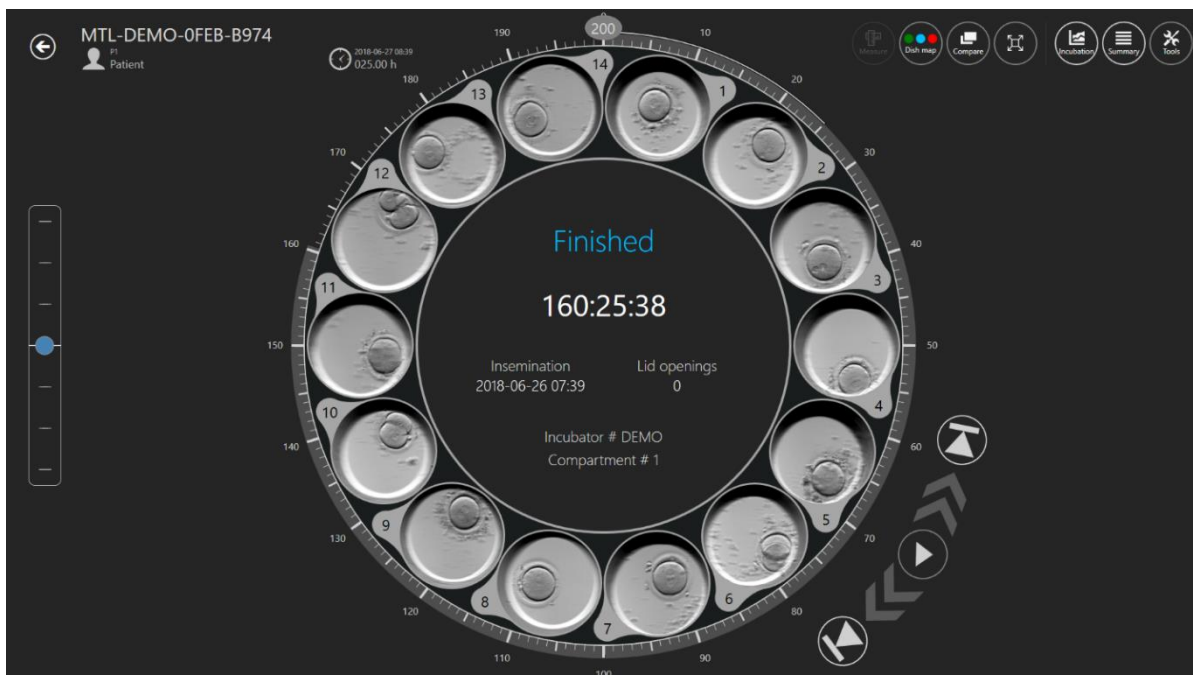 MTL-DEMO-0FEB-B974
P1
Patient
2018-06-27 08:39
025.00 h
Measure
Dish map
Compare
Incubation
Summary
Tools
200
10
20
30
40
50
60
70
80
90
100
110
120
130
140
150
160
170
180
190
1
2
3
4
5
6
7
8
9
10
11
12
13
14
Finished
160:25:38
Insemination
2018-06-26 07:39
Lid openings
0
Incubator # DEMO
Compartment # 1